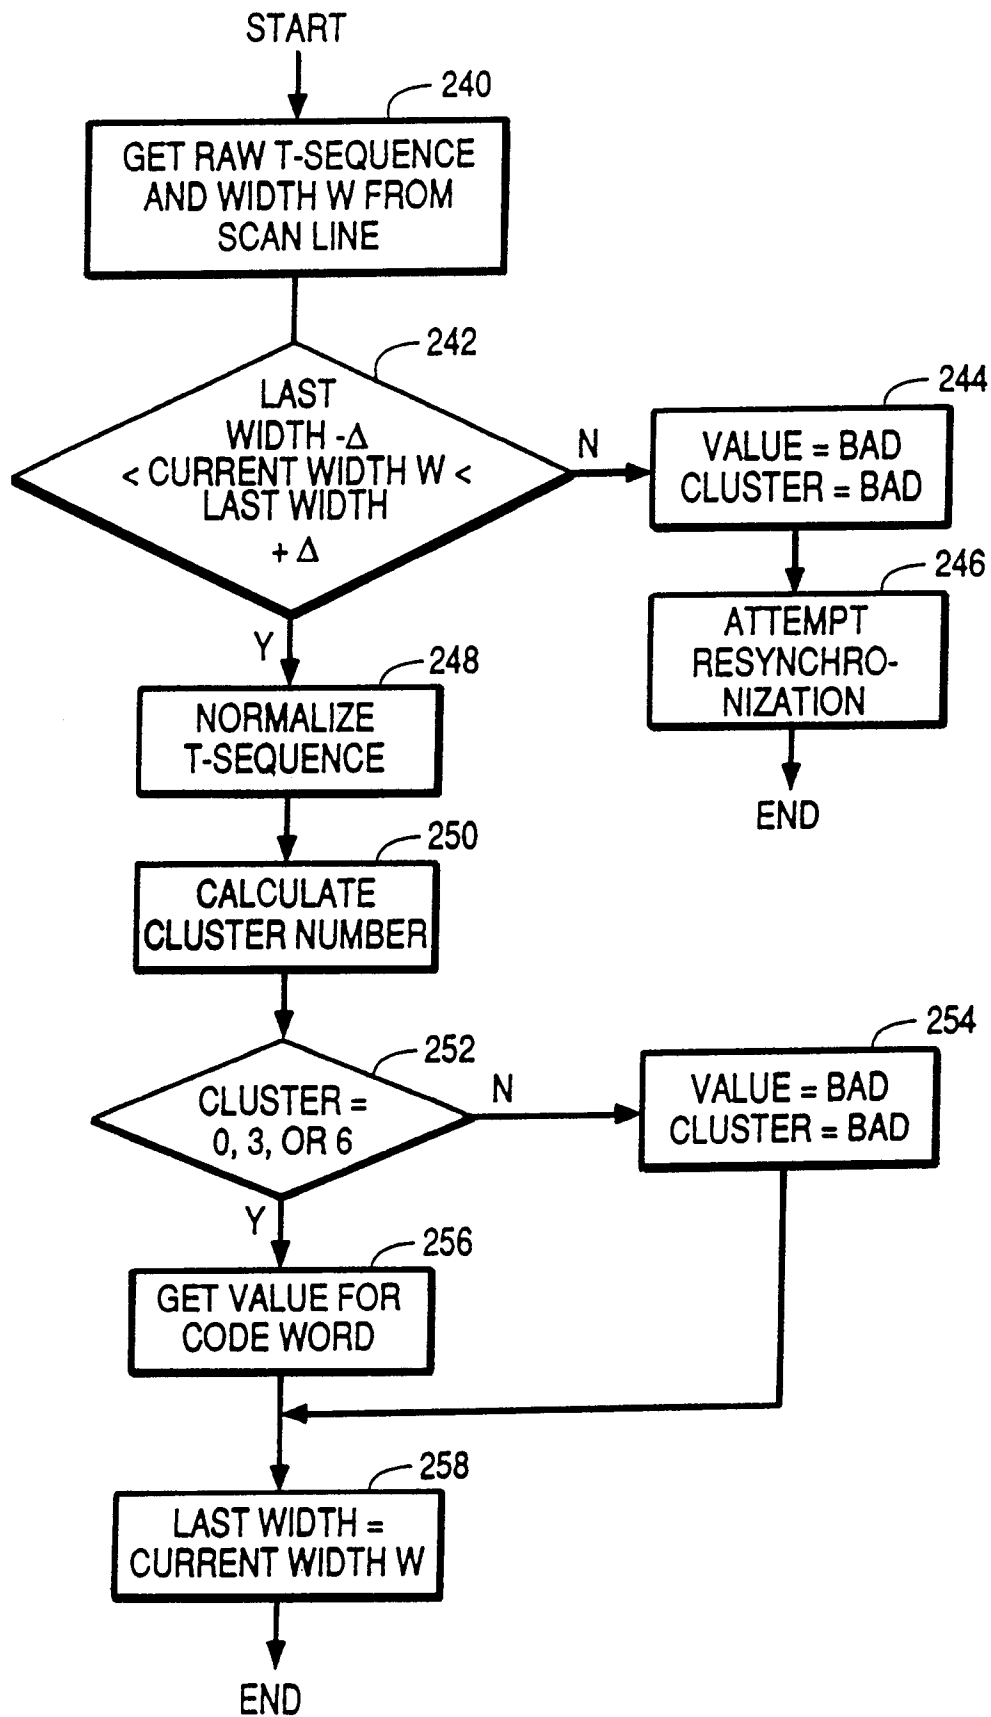 START
240
GET RAW T-SEQUENCE
AND WIDTH W FROM
SCAN LINE
242
LAST
WIDTH -Δ
< CURRENT WIDTH W <
LAST WIDTH
+ Δ
N
244
VALUE = BAD
CLUSTER = BAD
246
ATTEMPT
RESYNCHRO-
NIZATION
END
Y
248
NORMALIZE
T-SEQUENCE
250
CALCULATE
CLUSTER NUMBER
252
CLUSTER =
0, 3, OR 6
N
254
VALUE = BAD
CLUSTER = BAD
Y
256
GET VALUE FOR
CODE WORD
258
LAST WIDTH =
CURRENT WIDTH W
END